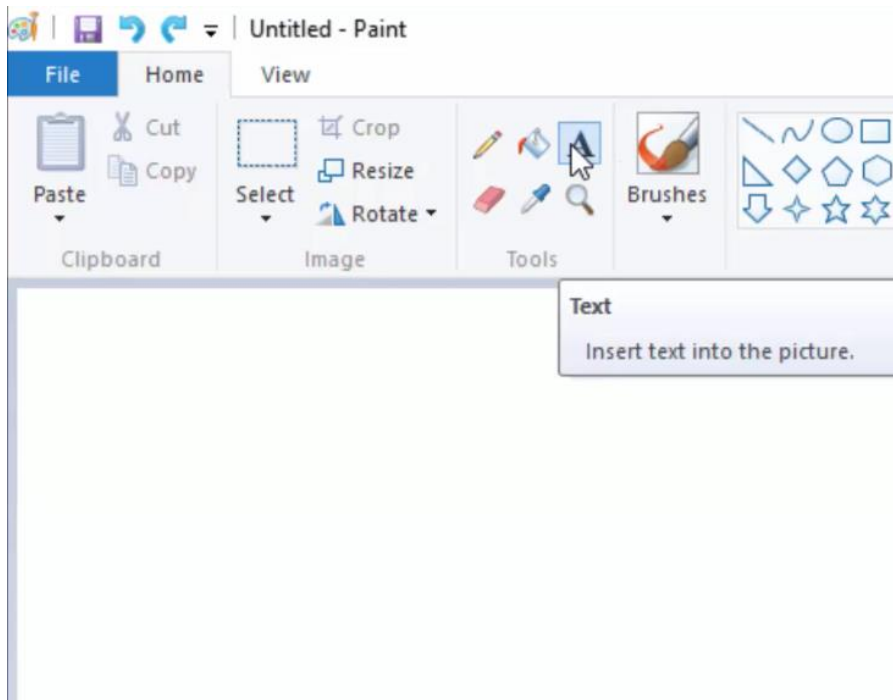 Untitled - Paint
File Home View
Cut Crop
Copy Resize
Paste Select Rotate Brushes
Clipboard Image Tools
A
Text
Insert text into the picture.